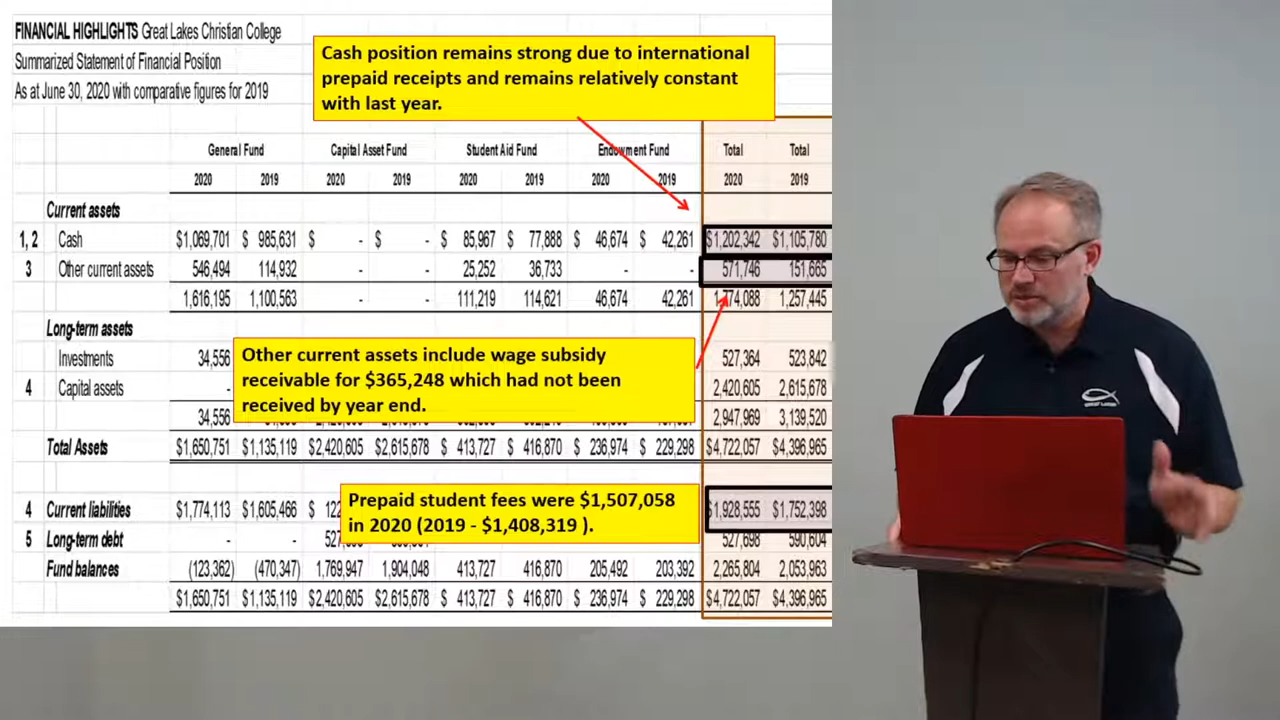 FINANCIAL HIGHLIGHTS Great Lakes Christian College
Summarized Statement of Financial Position
As at June 30, 2020 with comparative figures for 2019
Cash position remains strong due to international
prepaid receipts and remains relatively constant
with last year.
General Fund Capital Asset Fund Student Aid Fund Endowment Fund Total Total
2020 2019 2020 2019 2020 2019 2020 2019 2020 2019
Current assets
1, 2 Cash $1,069,701 $ 985,631 $ - $ - $ 85,967 $ 77,888 $ 46,674 $ 42,261 $1,202,342 $1,105,780
3 Other current assets 546,494 114,932 25,252 36,733 - - 571,746 151,665
1,616,195 1,100,563 111,219 114,621 46,674 42,261 1,774,088 1,257,445
Long-term assets
Investments 34,556 527,364 523,842
4 Capital assets - 2,420,605 2,615,678
34,556 2,947,969 3,139,520
Other current assets include wage subsidy
receivable for $365,248 which had not been
received by year end.
Total Assets $1,650,751 $1,135,119 $2,420,605 $2,615,678 $ 413,727 $ 416,870 $ 236,974 $ 229,298 $4,722,057 $4,396,965
4 Current liabilities $1,774,113 $1,605,466 $ 122 $1,928,555 $1,752,398
5 Long-term debt - - 527 527,698 590,604
Prepaid student fees were $1,507,058
in 2020 (2019 - $1,408,319 ).
Fund balances (123,362) (470,347) 1,769,947 1,904,048 413,727 416,870 205,492 203,392 2,265,804 2,053,963
$1,650,751 $1,135,119 $2,420,605 $2,615,678 $ 413,727 $ 416,870 $ 236,974 $ 229,298 $4,722,057 $4,396,965
GREAT LAKES